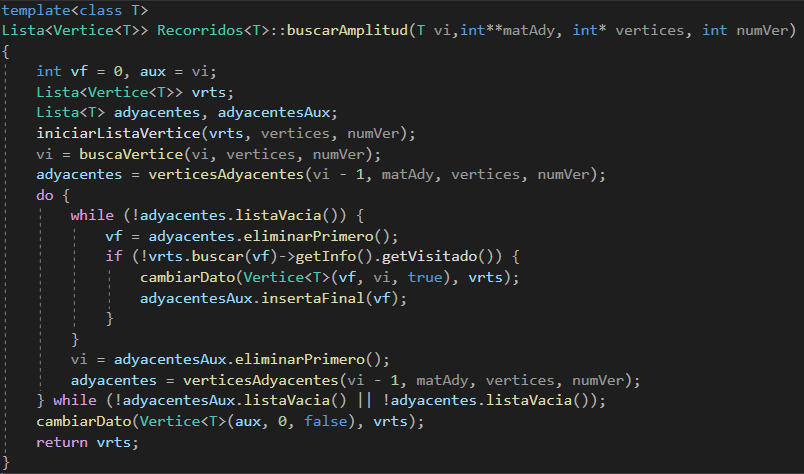 template<class T>
Lista<Vertice<T>> Recorridos<T>::buscarAmplitud(T vi,int**matAdy, int* vertices, int numVer)
{
    int vf = 0, aux = vi;
    Lista<Vertice<T>> vrts;
    Lista<T> adyacentes, adyacentesAux;
    iniciarListaVertice(vrts, vertices, numVer);
    vi = buscaVertice(vi, vertices, numVer);
    adyacentes = verticesAdyacentes(vi - 1, matAdy, vertices, numVer);
    do {
        while (!adyacentes.listaVacia()) {
            vf = adyacentes.eliminarPrimero();
            if (!vrts.buscar(vf)->getInfo().getVisitado()) {
                cambiarDato(Vertice<T>(vf, vi, true), vrts);
                adyacentesAux.insertaFinal(vf);
            }
        }
        vi = adyacentesAux.eliminarPrimero();
        adyacentes = verticesAdyacentes(vi - 1, matAdy, vertices, numVer);
    } while (!adyacentesAux.listaVacia() || !adyacentes.listaVacia());
    cambiarDato(Vertice<T>(aux, 0, false), vrts);
    return vrts;
}